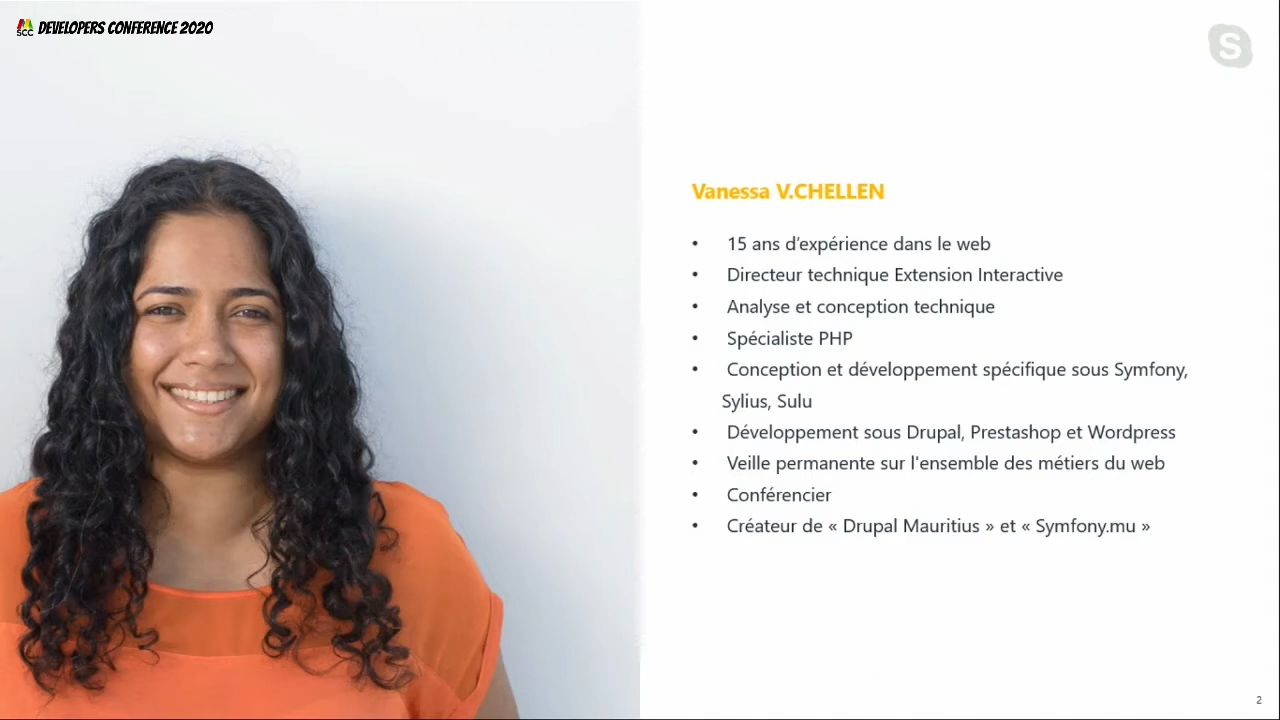 SCC DEVELOPERS CONFERENCE 2020
S
Vanessa V.CHELLEN
• 15 ans d'expérience dans le web
• Directeur technique Extension Interactive
• Analyse et conception technique
• Spécialiste PHP
• Conception et développement spécifique sous Symfony,
Sylius, Sulu
• Développement sous Drupal, Prestashop et Wordpress
• Veille permanente sur l'ensemble des métiers du web
• Conférencier
• Créateur de « Drupal Mauritius » et « Symfony.mu »
2